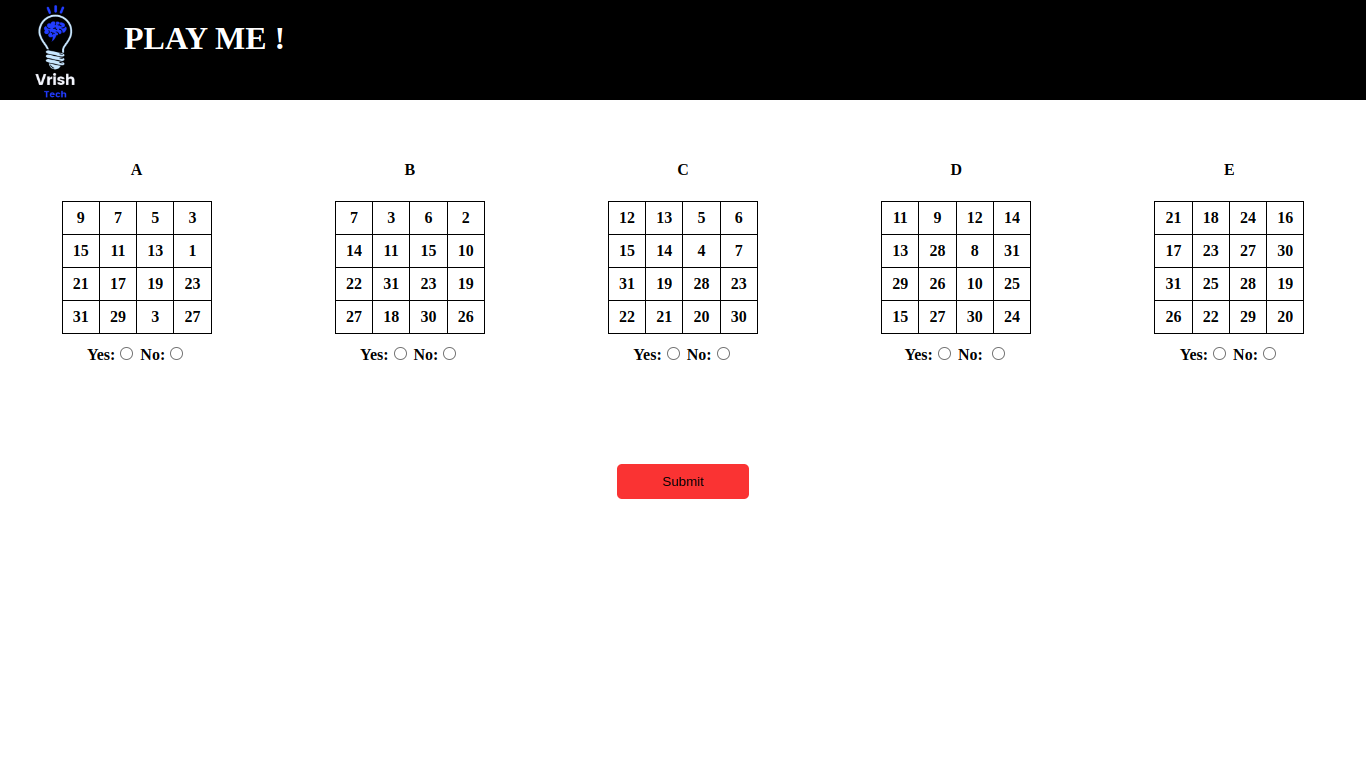 PLAY ME !
Vrish
Tech
A B C D E
9 7 5 3 7 3 6 2 12 13 5 6 11 9 12 14 21 18 24 16
15 11 13 1 14 11 15 10 15 14 4 7 13 28 8 31 17 23 27 30
21 17 19 23 22 31 23 19 31 19 28 23 29 26 10 25 31 25 28 19
31 29 3 27 27 18 30 26 22 21 20 30 15 27 30 24 26 22 29 20
Yes: No: Yes: No: Yes: No: Yes: No: Yes: No:
Submit